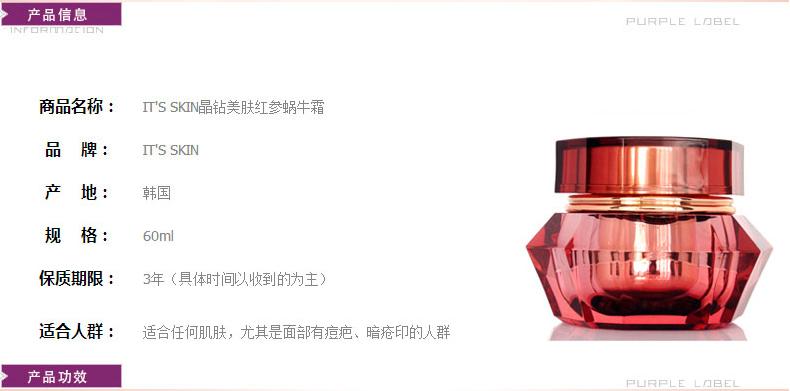 产品信息
PURPLE LABEL
INFORMATION
商品名称： IT'S SKIN晶钻美肤红参蜗牛霜
品 牌： IT'S SKIN
产 地： 韩国
规 格： 60ml
保质期限： 3年（具体时间以收到的为主）
适合人群： 适合任何肌肤，尤其是面部有痘疤、暗疮印的人群
产品功效
PURPLE LABEL